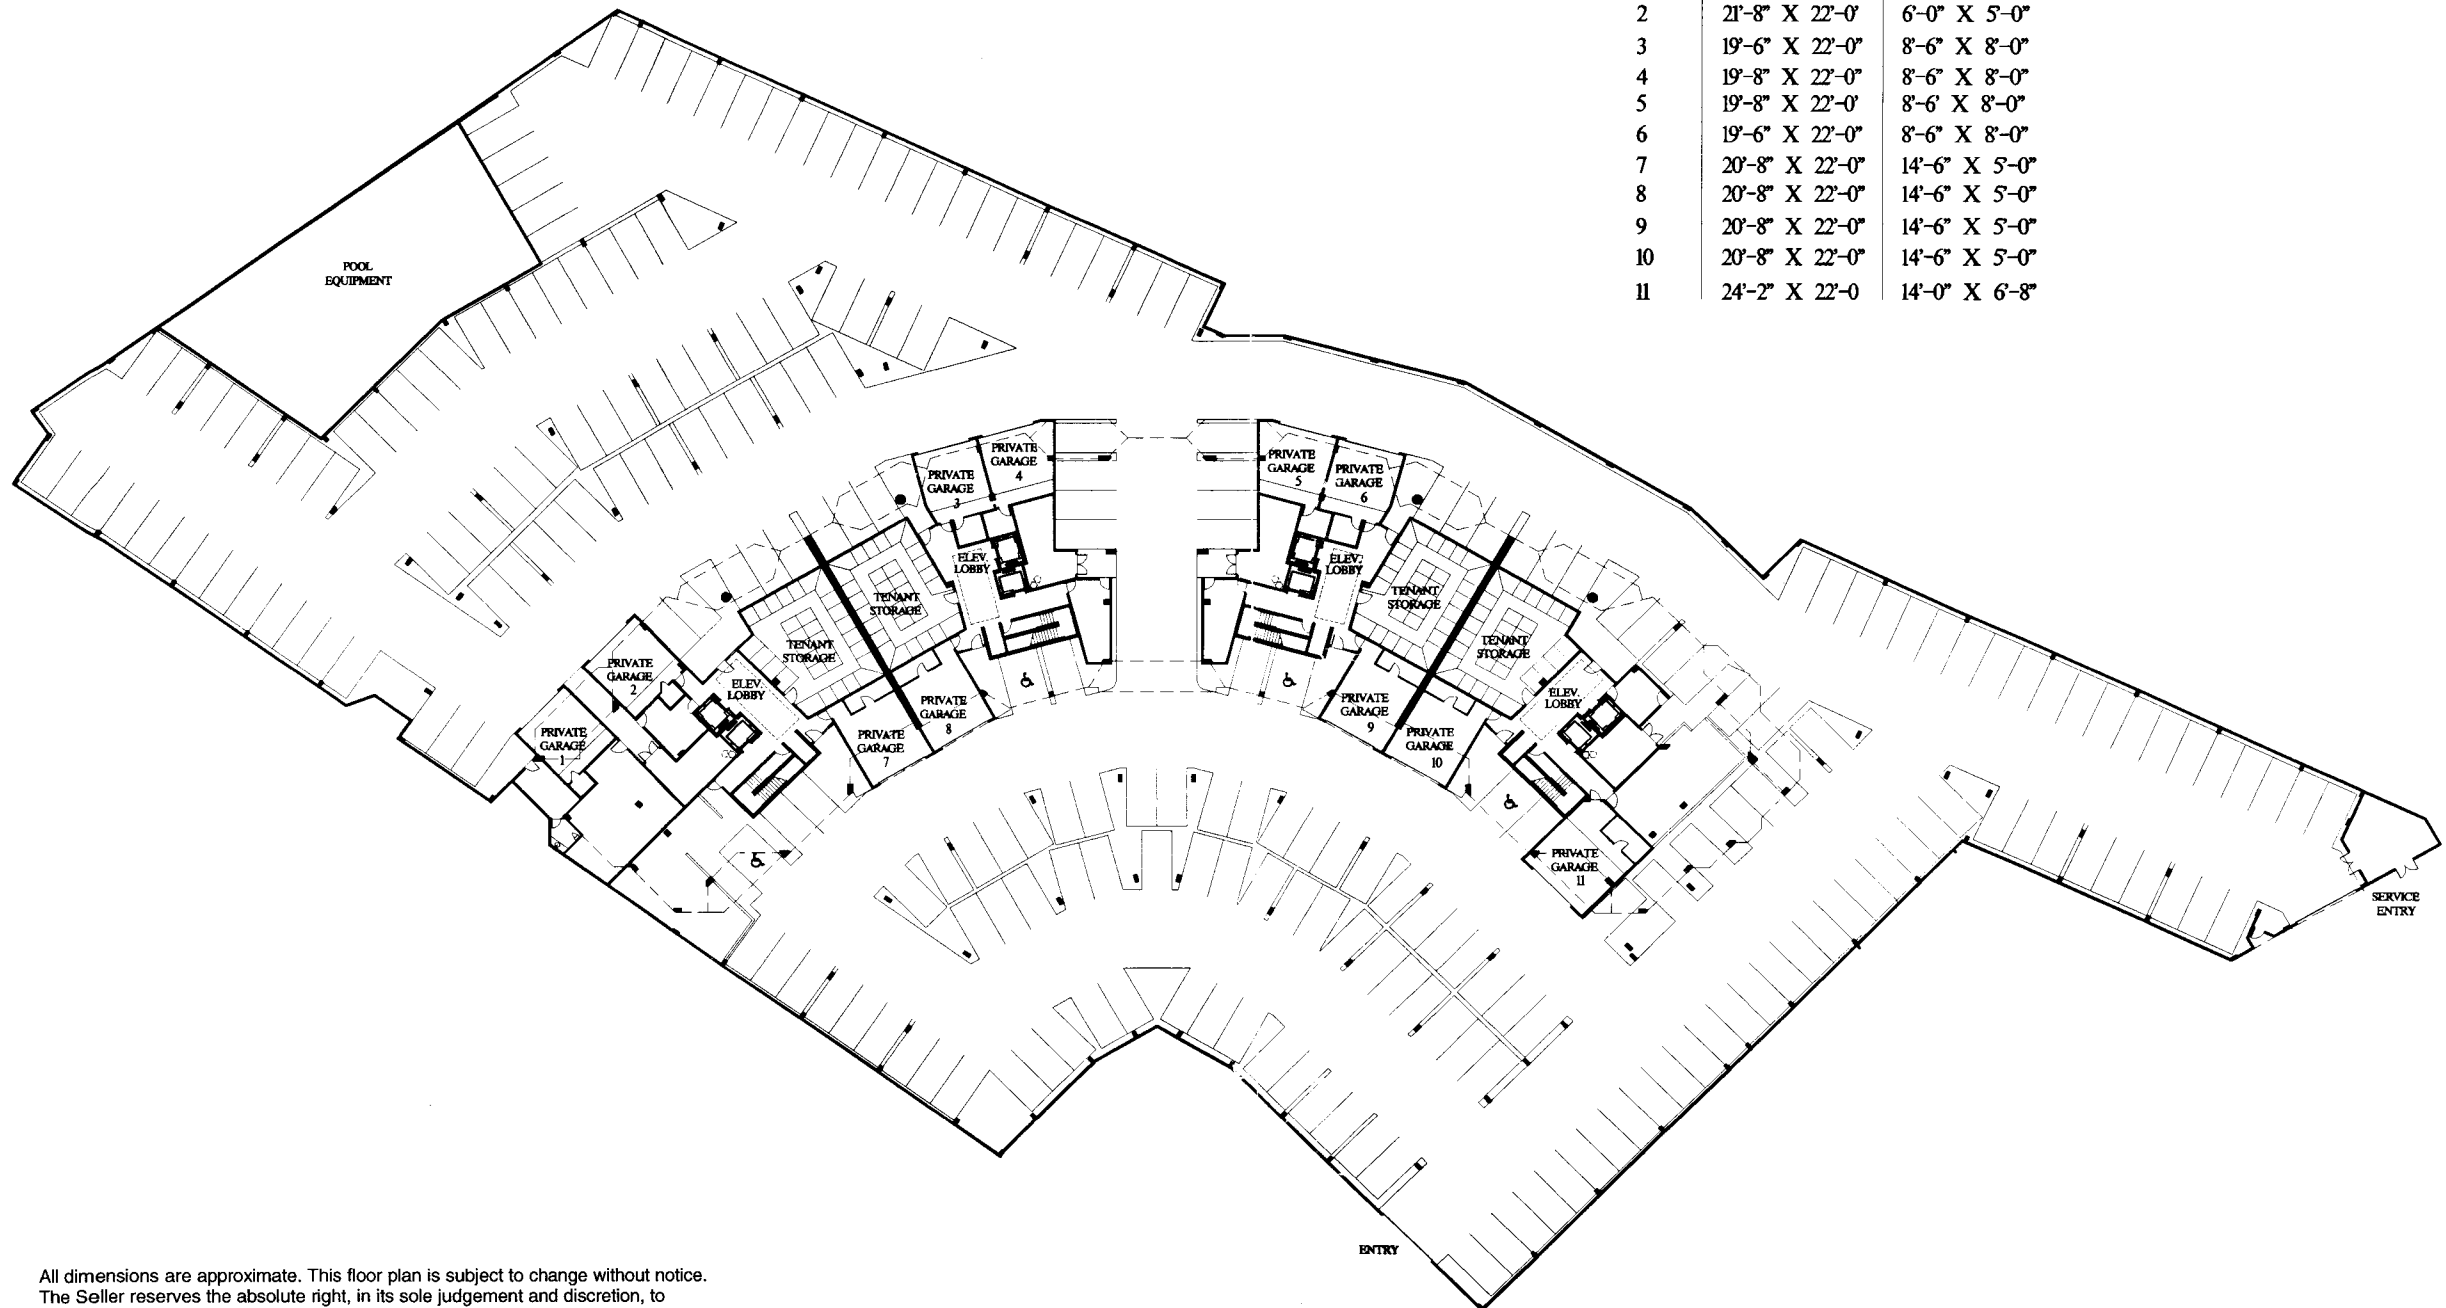 2 21'-8" X 22'-0' 6'-0" X 5'-0"
3 19'-6" X 22'-0" 8'-6" X 8'-0"
4 19'-8" X 22'-0" 8'-6" X 8'-0"
5 19'-8" X 22'-0' 8'-6' X 8'-0"
6 19'-6" X 22'-0" 8'-6" X 8'-0"
7 20'-8" X 22'-0" 14'-6" X 5'-0"
8 20'-8" X 22'-0" 14'-6" X 5'-0"
9 20'-8" X 22'-0" 14'-6" X 5'-0"
10 20'-8" X 22'-0" 14'-6" X 5'-0"
11 24'-2" X 22'-0 14'-0" X 6'-8"
POOL
EQUIPMENT
PRIVATE
GARAGE
4
PRIVATE
GARAGE
3
PRIVATE
GARAGE
5
PRIVATE
GARAGE
6
ELEV.
LOBBY
ELEV.
LOBBY
TENANT
STORAGE
TENANT
STORAGE
TENANT
STORAGE
TENANT
STORAGE
PRIVATE
GARAGE
2
ELEV.
LOBBY
ELEV.
LOBBY
PRIVATE
GARAGE
1
PRIVATE
GARAGE
8
PRIVATE
GARAGE
7
PRIVATE
GARAGE
9
PRIVATE
GARAGE
10
PRIVATE
GARAGE
11
SERVICE
ENTRY
ENTRY
All dimensions are approximate. This floor plan is subject to change without notice.
The Seller reserves the absolute right, in its sole judgement and discretion, to